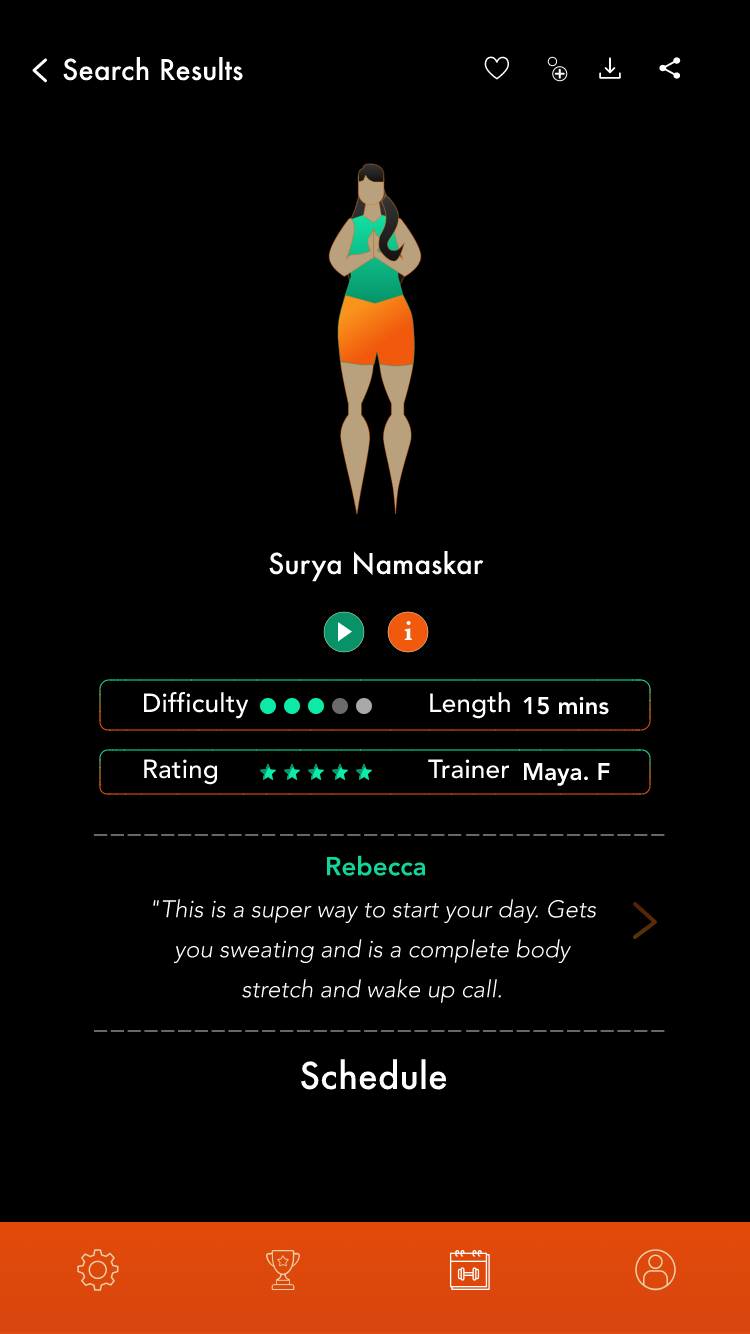 Search Results
Surya Namaskar
i
Difficulty Length 15 mins
Rating Trainer Maya. F
Rebecca
"This is a super way to start your day. Gets
you sweating and is a complete body
stretch and wake up call.
Schedule